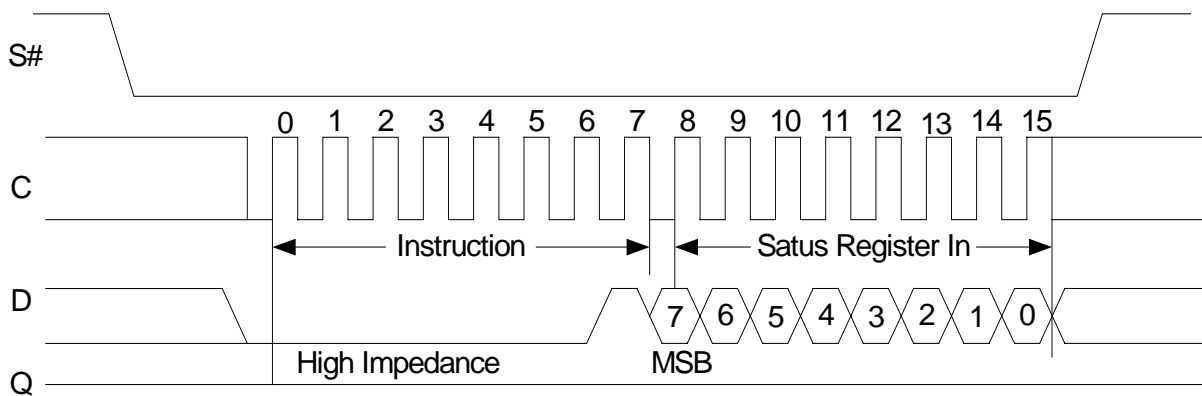 S#
0 1 2 3 4 5 6 7 8 9 10 11 12 13 14 15
C
Instruction Satus Register In
D
7 6 5 4 3 2 1 0
High Impedance MSB
Q